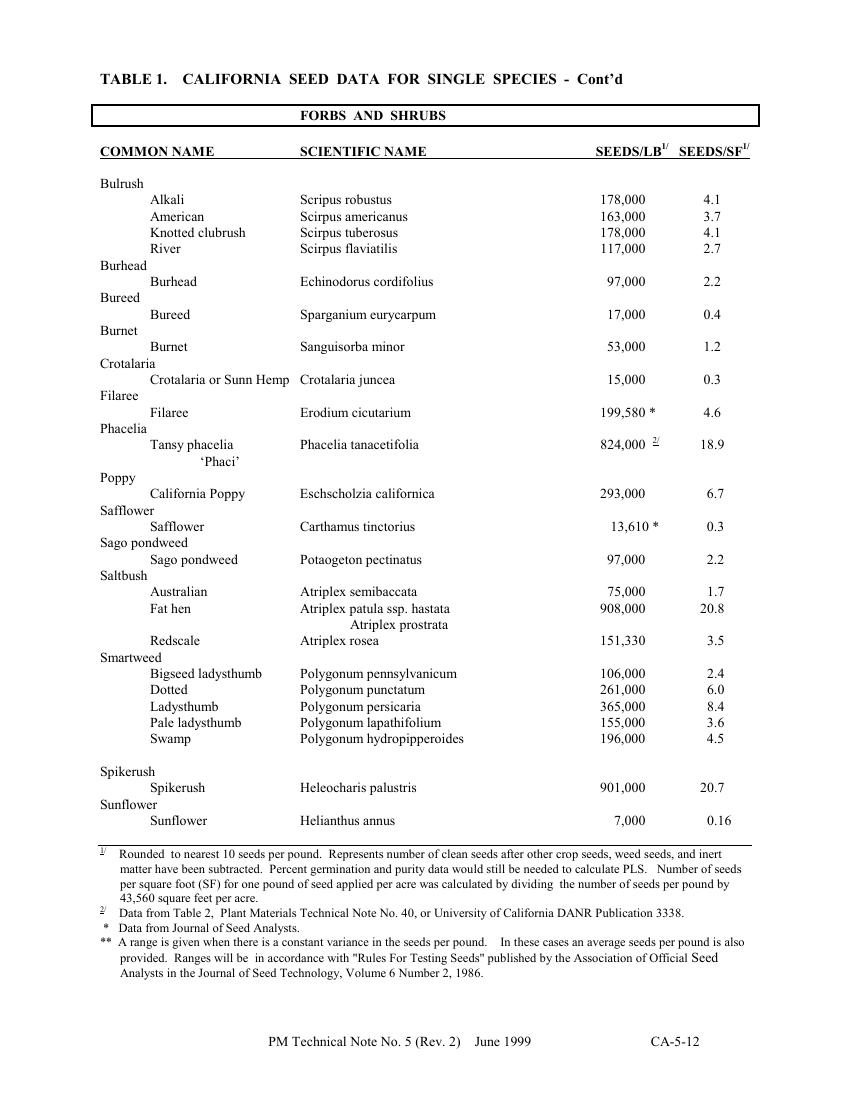 TABLE 1. CALIFORNIA SEED DATA FOR SINGLE SPECIES - Cont'd
FORBS AND SHRUBS
COMMON NAME SCIENTIFIC NAME SEEDS/LB1/ SEEDS/SF1/
Bulrush
Alkali Scripus robustus 178,000 4.1
American Scirpus americanus 163,000 3.7
Knotted clubrush Scirpus tuberosus 178,000 4.1
River Scirpus flaviatilis 117,000 2.7
Burhead
Burhead Echinodorus cordifolius 97,000 2.2
Bureed
Bureed Sparganium eurycarpum 17,000 0.4
Burnet
Burnet Sanguisorba minor 53,000 1.2
Crotalaria
Crotalaria or Sunn Hemp Crotalaria juncea 15,000 0.3
Filaree
Filaree Erodium cicutarium 199,580 * 4.6
Phacelia
Tansy phacelia Phacelia tanacetifolia 824,000 2/ 18.9
‘Phaci’
Poppy
California Poppy Eschscholzia californica 293,000 6.7
Safflower
Safflower Carthamus tinctorius 13,610 * 0.3
Sago pondweed
Sago pondweed Potaogeton pectinatus 97,000 2.2
Saltbush
Australian Atriplex semibaccata 75,000 1.7
Fat hen Atriplex patula ssp. hastata 908,000 20.8
Atriplex prostrata
Redscale Atriplex rosea 151,330 3.5
Smartweed
Bigseed ladysthumb Polygonum pennsylvanicum 106,000 2.4
Dotted Polygonum punctatum 261,000 6.0
Ladysthumb Polygonum persicaria 365,000 8.4
Pale ladysthumb Polygonum lapathifolium 155,000 3.6
Swamp Polygonum hydropipperoides 196,000 4.5
Spikerush
Spikerush Heleocharis palustris 901,000 20.7
Sunflower
Sunflower Helianthus annus 7,000 0.16
1/ Rounded to nearest 10 seeds per pound. Represents number of clean seeds after other crop seeds, weed seeds, and inert
matter have been subtracted. Percent germination and purity data would still be needed to calculate PLS. Number of seeds
per square foot (SF) for one pound of seed applied per acre was calculated by dividing the number of seeds per pound by
43,560 square feet per acre.
2/ Data from Table 2, Plant Materials Technical Note No. 40, or University of California DANR Publication 3338.
* Data from Journal of Seed Analysts.
** A range is given when there is a constant variance in the seeds per pound. In these cases an average seeds per pound is also
provided. Ranges will be in accordance with "Rules For Testing Seeds" published by the Association of Official Seed
Analysts in the Journal of Seed Technology, Volume 6 Number 2, 1986.
PM Technical Note No. 5 (Rev. 2) June 1999 CA-5-12